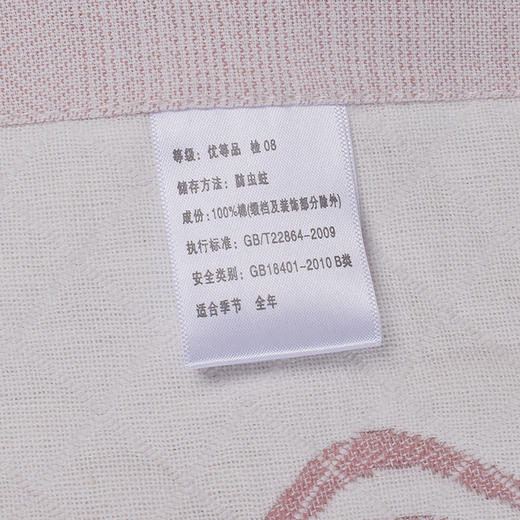 等级：优等品 检 08
储存方法：防虫蛀
成份：100%棉(缎档及装饰部分除外)
执行标准：GB/T22864-2009
安全类别：GB18401-2010 B类
适合季节 全年